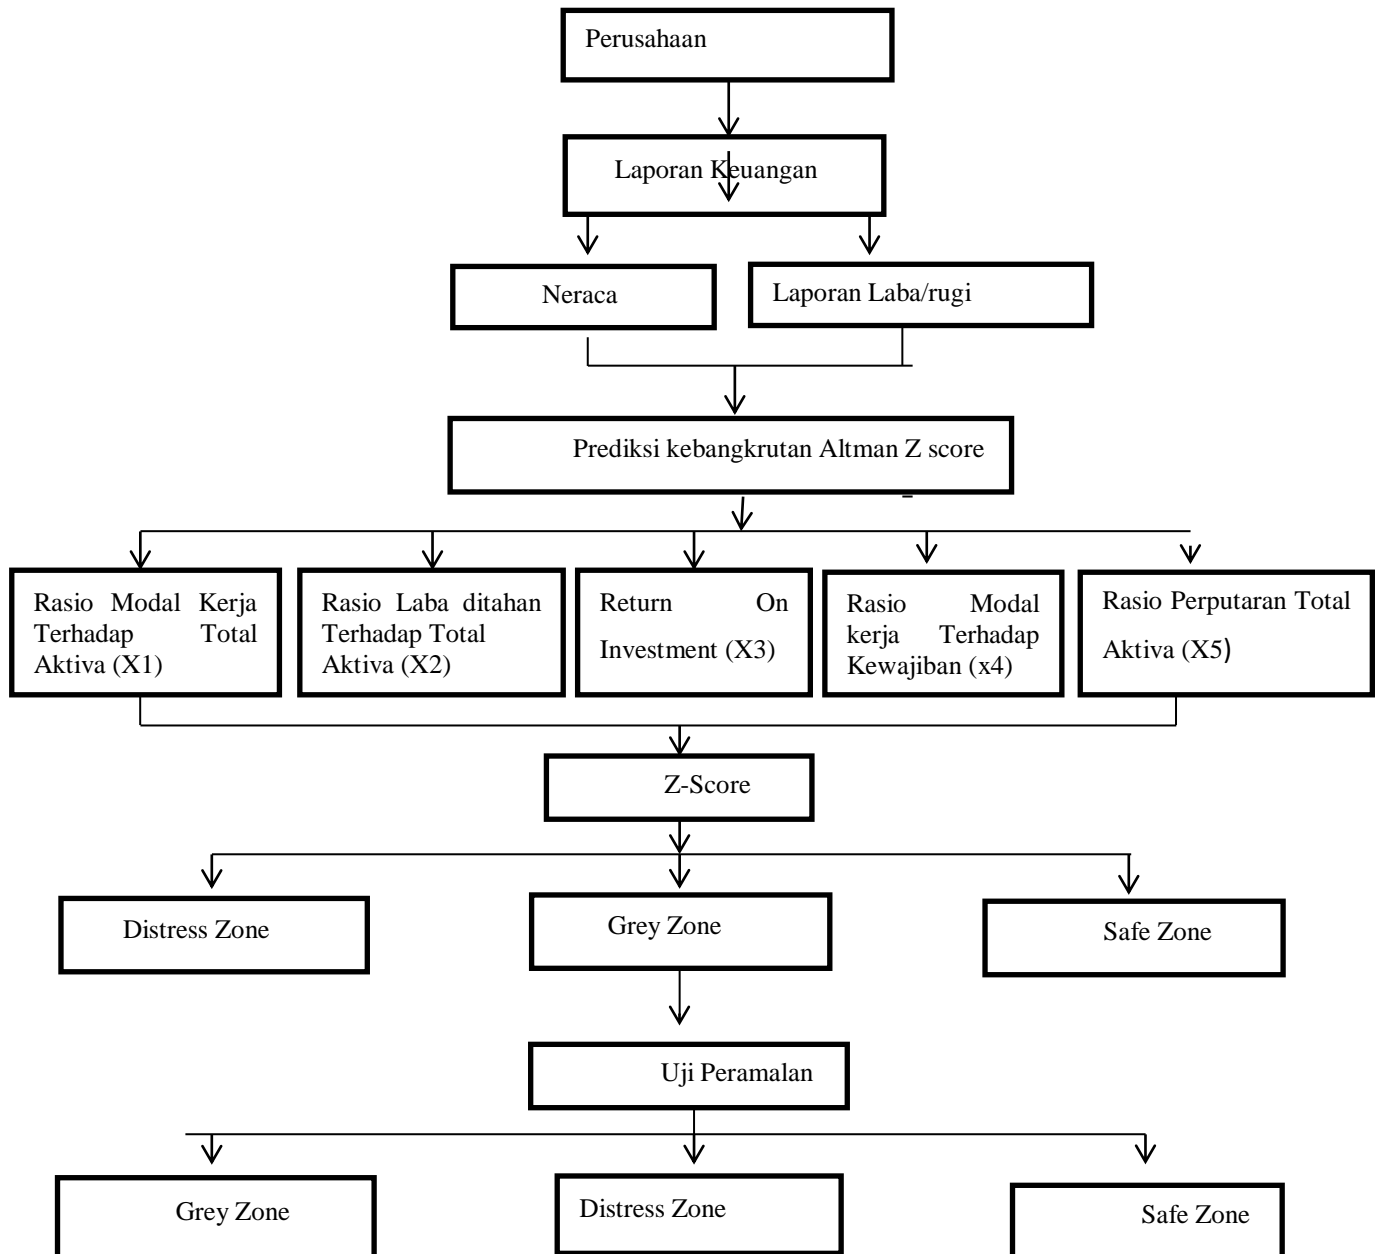 Perusahaan
Laporan Keuangan
Neraca
Laporan Laba/rugi
Prediksi kebangkrutan Altman Z score
Rasio Modal Kerja
Terhadap Total
Aktiva (X1)
Rasio Laba ditahan
Terhadap Total
Aktiva (X2)
Return On
Investment (X3)
Rasio Modal
kerja Terhadap
Kewajiban (x4)
Rasio Perputaran Total
Aktiva (X5)
Z-Score
Distress Zone
Grey Zone
Safe Zone
Uji Peramalan
Grey Zone
Distress Zone
Safe Zone